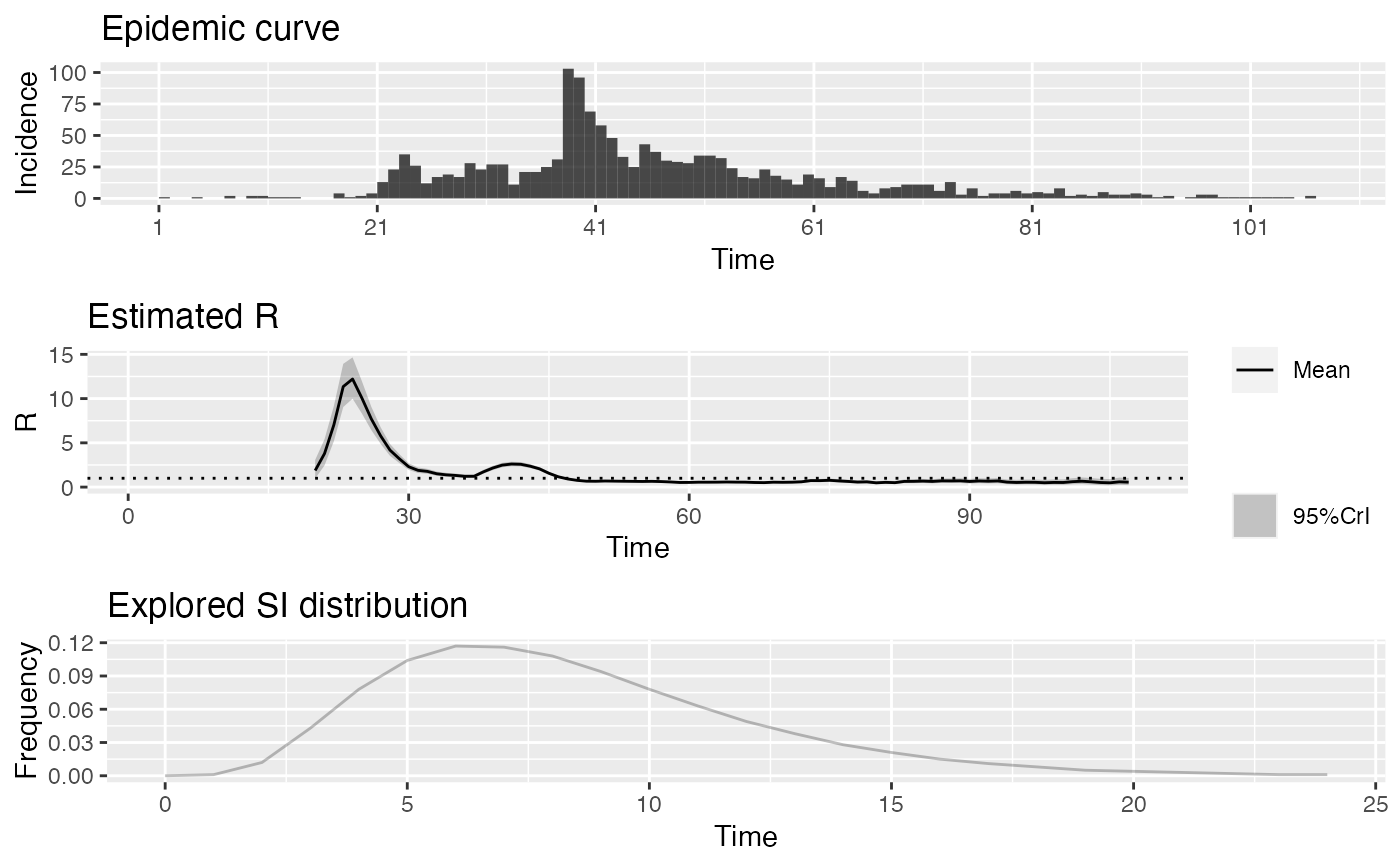 Epidemic curve
Incidence
100
75
50
25
0
1 21 41 61 81 101
Time
Estimated R
R
15
10
5
0
0 30 60 90
Time
Mean
95%CrI
Explored SI distribution
Frequency
0.12
0.09
0.06
0.03
0.00
0 5 10 15 20 25
Time